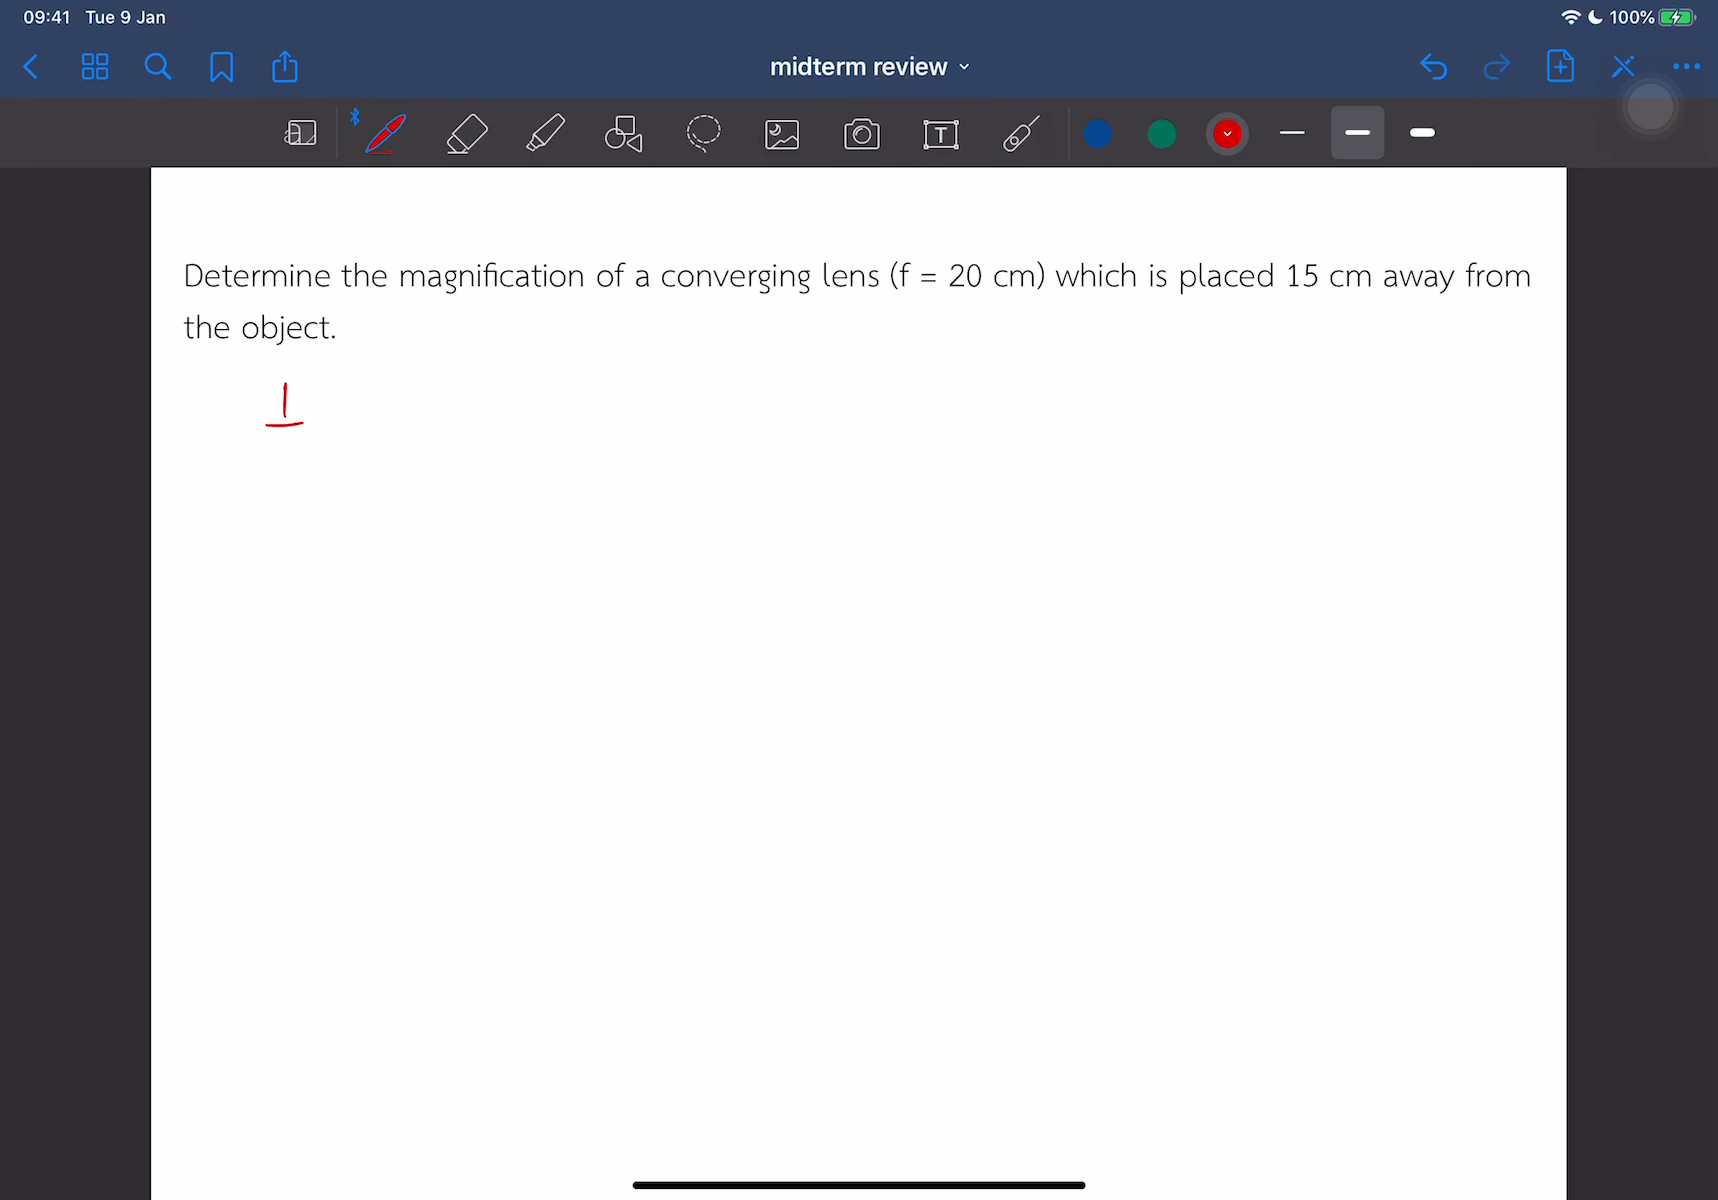 09:41 Tue 9 Jan 100%
midterm review
T
Determine the magnification of a converging lens (f = 20 cm) which is placed 15 cm away from
the object.
1